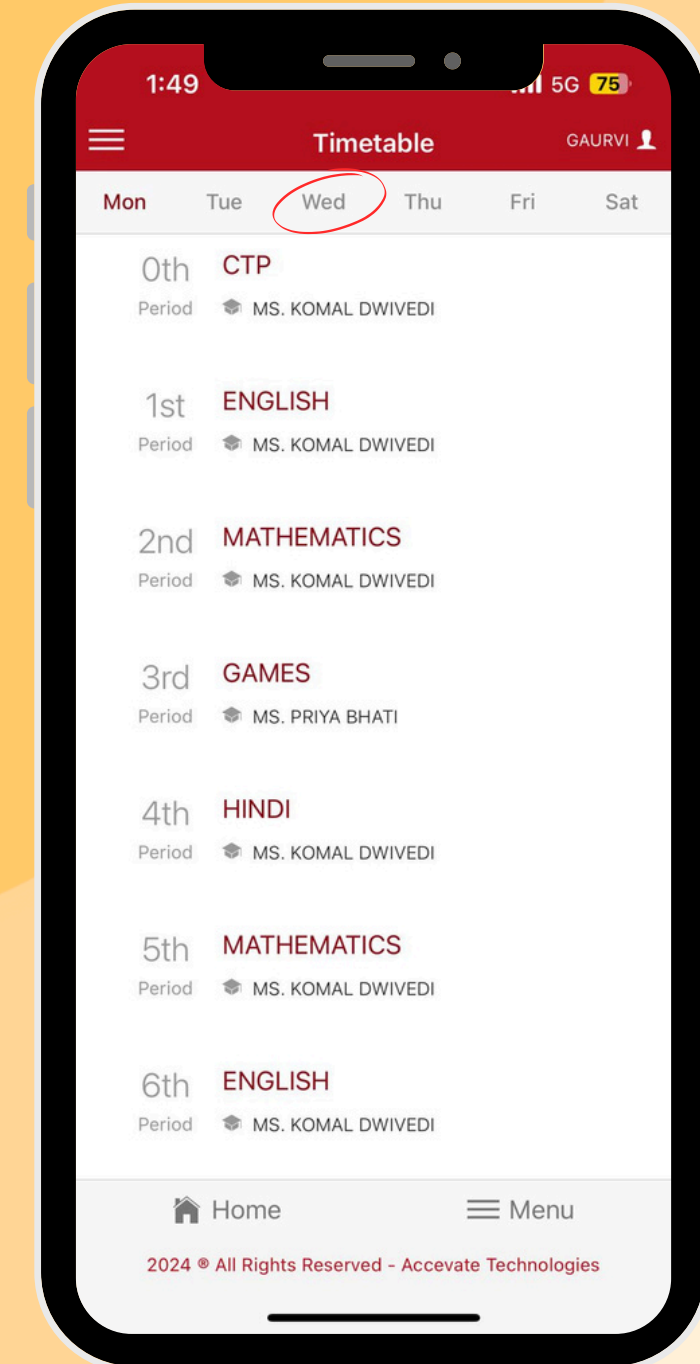 1:49 5G 75
Timetable GAURVI
Mon Tue Wed Thu Fri Sat
0th CTP
Period MS. KOMAL DWIVEDI
1st ENGLISH
Period MS. KOMAL DWIVEDI
2nd MATHEMATICS
Period MS. KOMAL DWIVEDI
3rd GAMES
Period MS. PRIYA BHATI
4th HINDI
Period MS. KOMAL DWIVEDI
5th MATHEMATICS
Period MS. KOMAL DWIVEDI
6th ENGLISH
Period MS. KOMAL DWIVEDI
Home Menu
2024 ® All Rights Reserved - Accevate Technologies